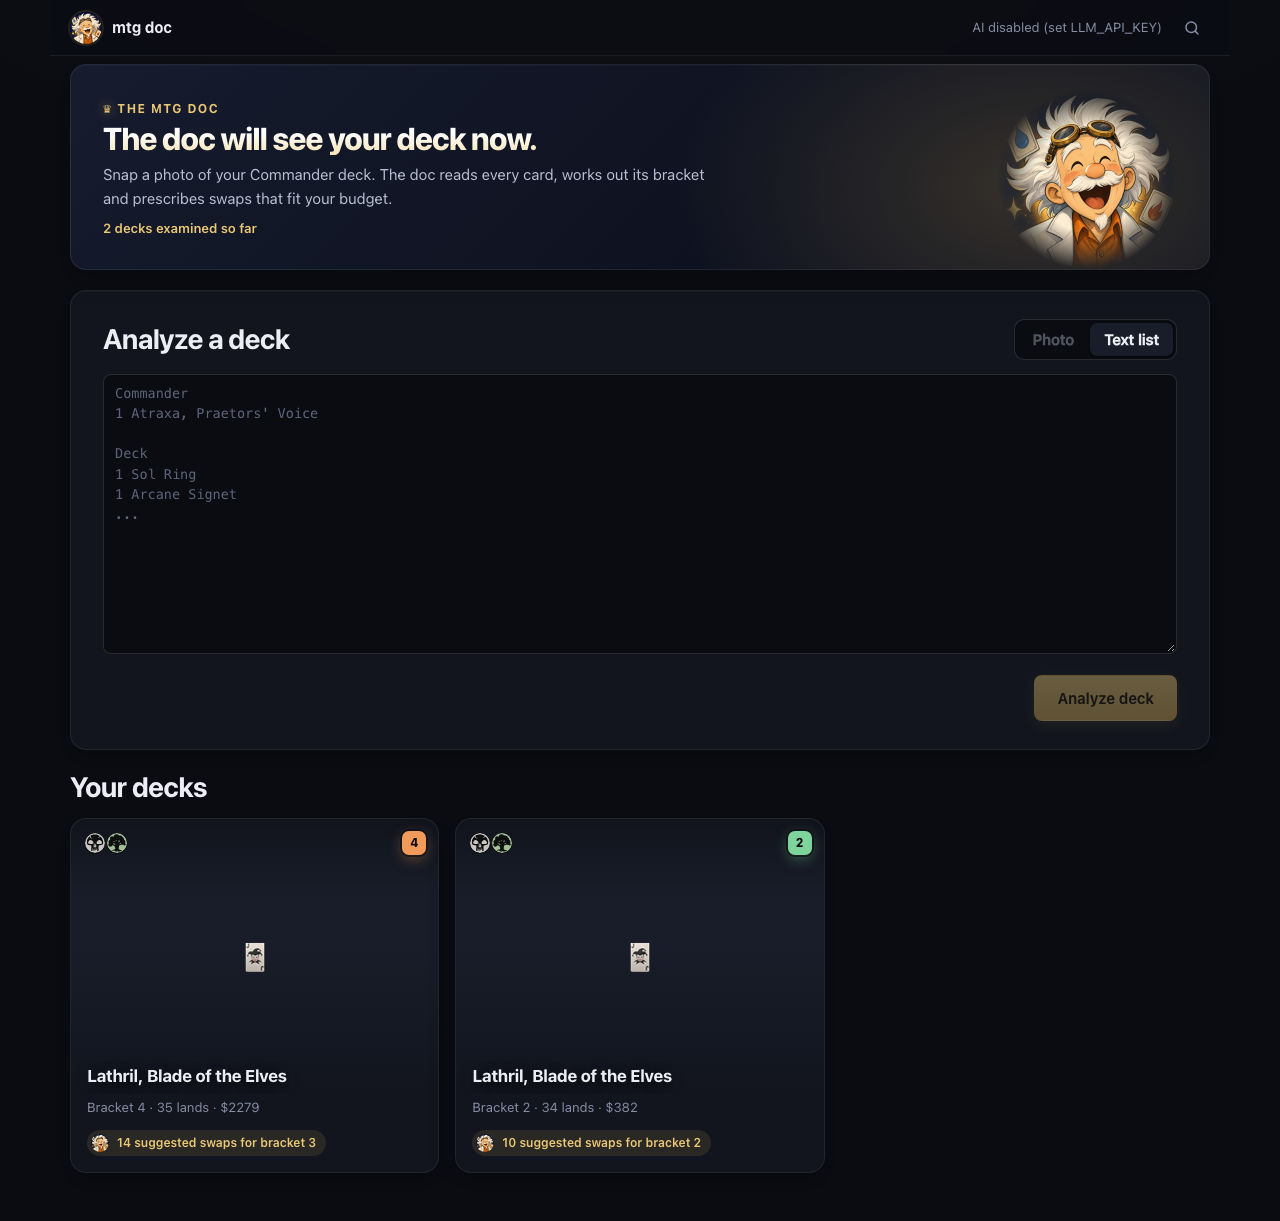 mtg doc
AI disabled (set LLM_API_KEY)
THE MTG DOC
The doc will see your deck now.
Snap a photo of your Commander deck. The doc reads every card, works out its bracket
and prescribes swaps that fit your budget.
2 decks examined so far
Analyze a deck
Photo
Text list
Commander
1 Atraxa, Praetors' Voice
Deck
1 Sol Ring
1 Arcane Signet
...
Analyze deck
Your decks
4
Lathril, Blade of the Elves
Bracket 4 · 35 lands · $2279
14 suggested swaps for bracket 3
2
Lathril, Blade of the Elves
Bracket 2 · 34 lands · $382
10 suggested swaps for bracket 2